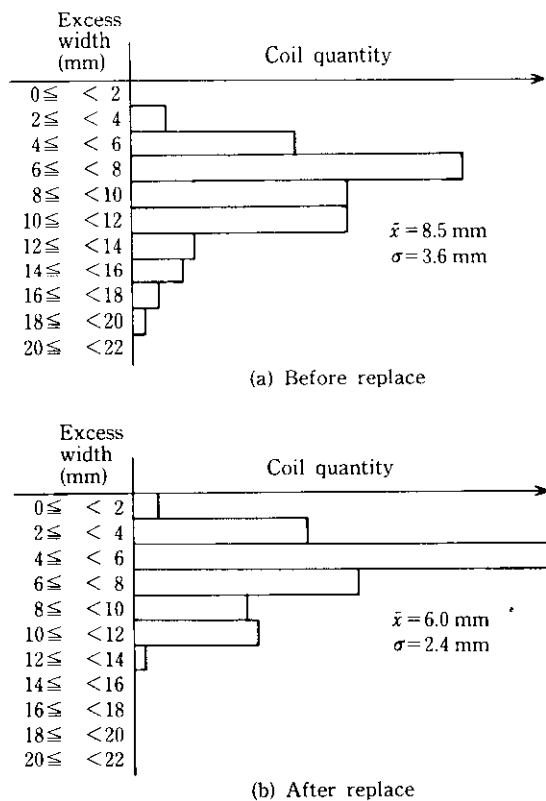 Excess
width
(mm)
Coil quantity
0≦ < 2
2≦ < 4
4≦ < 6
6≦ < 8
8≦ <10
10≦ <12
12≦ <14
14≦ <16
16≦ <18
18≦ <20
20≦ <22
x̄ = 8.5 mm
σ = 3.6 mm
(a) Before replace
Excess
width
(mm)
Coil quantity
0≦ < 2
2≦ < 4
4≦ < 6
6≦ < 8
8≦ <10
10≦ <12
12≦ <14
14≦ <16
16≦ <18
18≦ <20
20≦ <22
x̄ = 6.0 mm
σ = 2.4 mm
(b) After replace